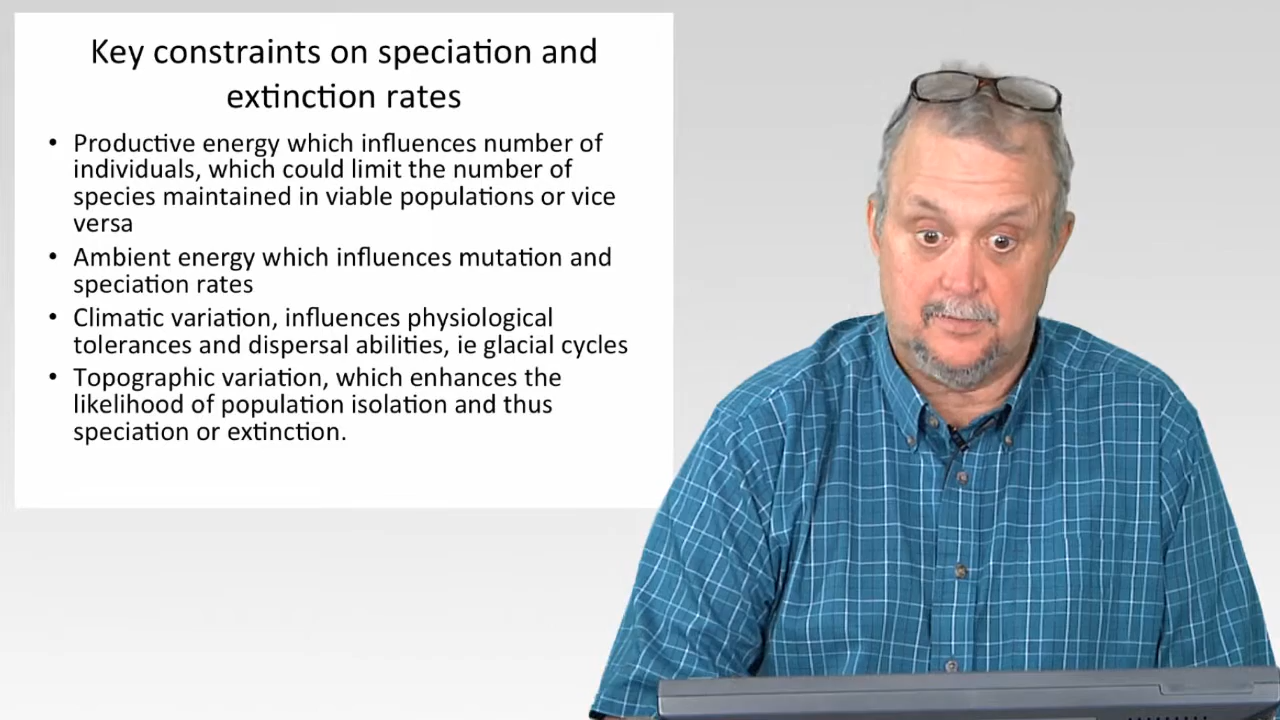 Key constraints on speciation and
extinction rates
• Productive energy which influences number of
individuals, which could limit the number of
species maintained in viable populations or vice
versa
• Ambient energy which influences mutation and
speciation rates
• Climatic variation, influences physiological
tolerances and dispersal abilities, ie glacial cycles
• Topographic variation, which enhances the
likelihood of population isolation and thus
speciation or extinction.